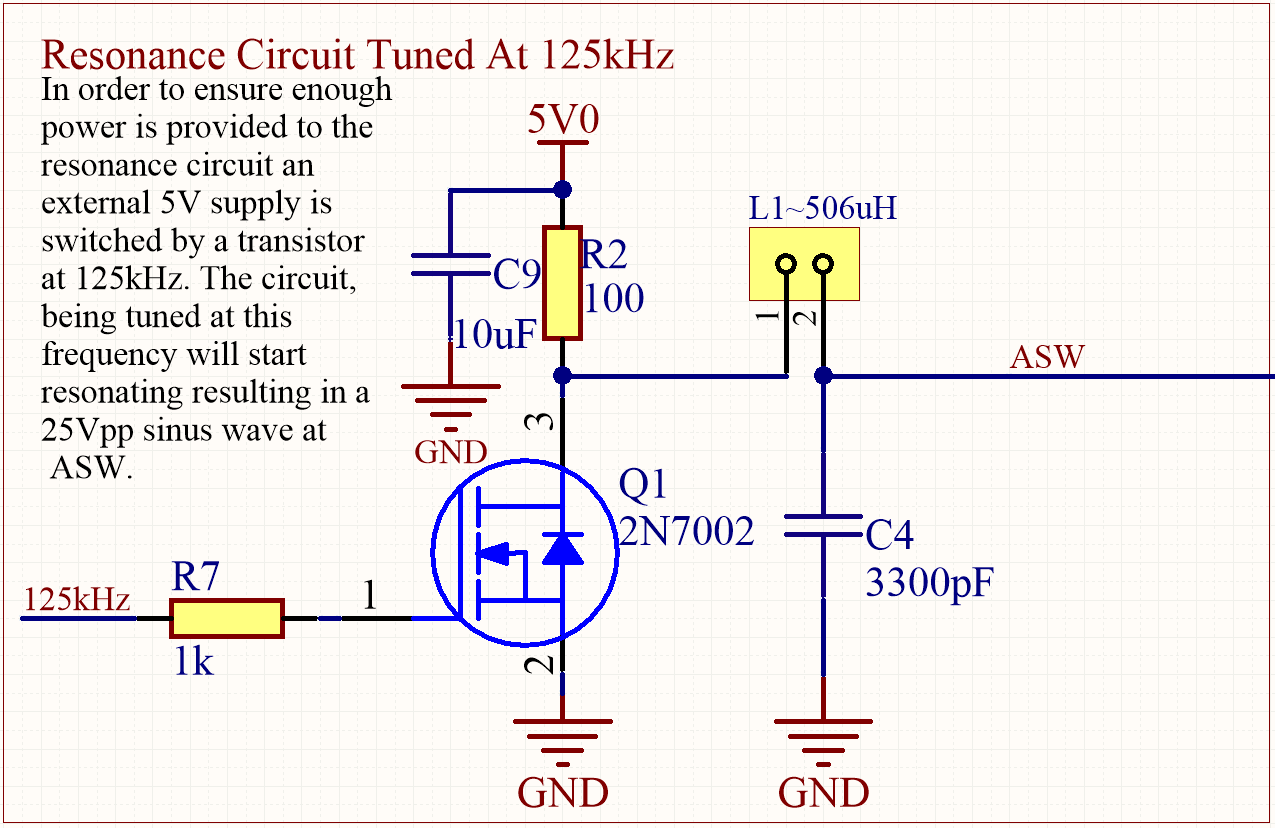 Resonance Circuit Tuned At 125kHz
In order to ensure enough
power is provided to the
resonance circuit an
external 5V supply is
switched by a transistor
at 125kHz. The circuit,
being tuned at this
frequency will start
resonating resulting in a
25Vpp sinus wave at
ASW.
5V0
C9
10uF
GND
R2
100
L1~506uH
1
2
ASW
3
Q1
2N7002
C4
3300pF
125kHz
R7
1k
1
2
GND
GND